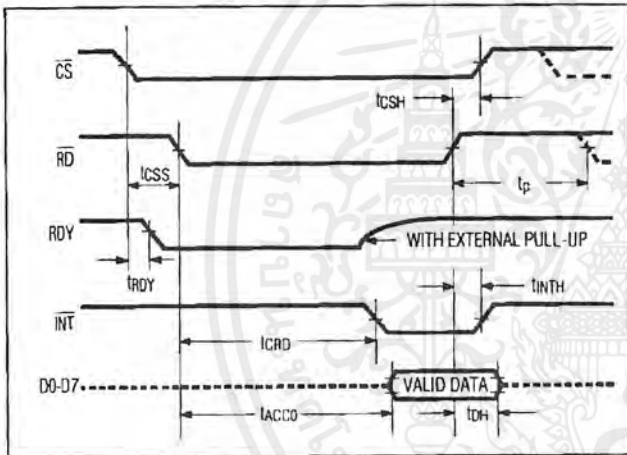 CS
tCSH
RD
tCSS
tp
RDY
WITH EXTERNAL PULL-UP
tRDY
tINTH
INT
tCRD
D0-D7
VALID DATA
tACC0
tDH